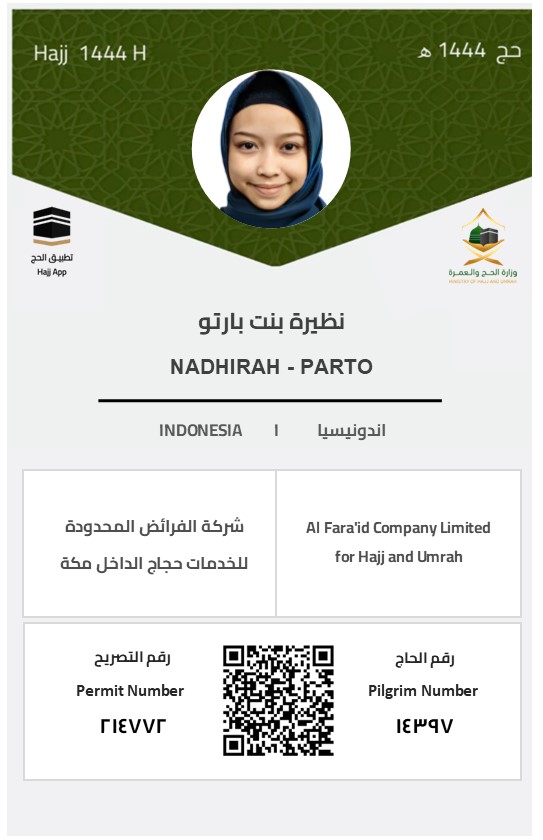 Hajj 1444 H
حج 1444 هـ
تطبيق الحج
Hajj App
وزارة الحـج والـعمـرة
MINISTRY OF HAJJ AND UMRAH
نظيرة بنت بارتو
NADHIRAH - PARTO
INDONESIA | اندونيسيا
شركة الفرائض المحدودة
للخدمات حجاج الداخل مكة
Al Fara'id Company Limited
for Hajj and Umrah
رقم التصريح
Permit Number
٢١٤٧٧٢
رقم الحاج
Pilgrim Number
١٤٣٩٧